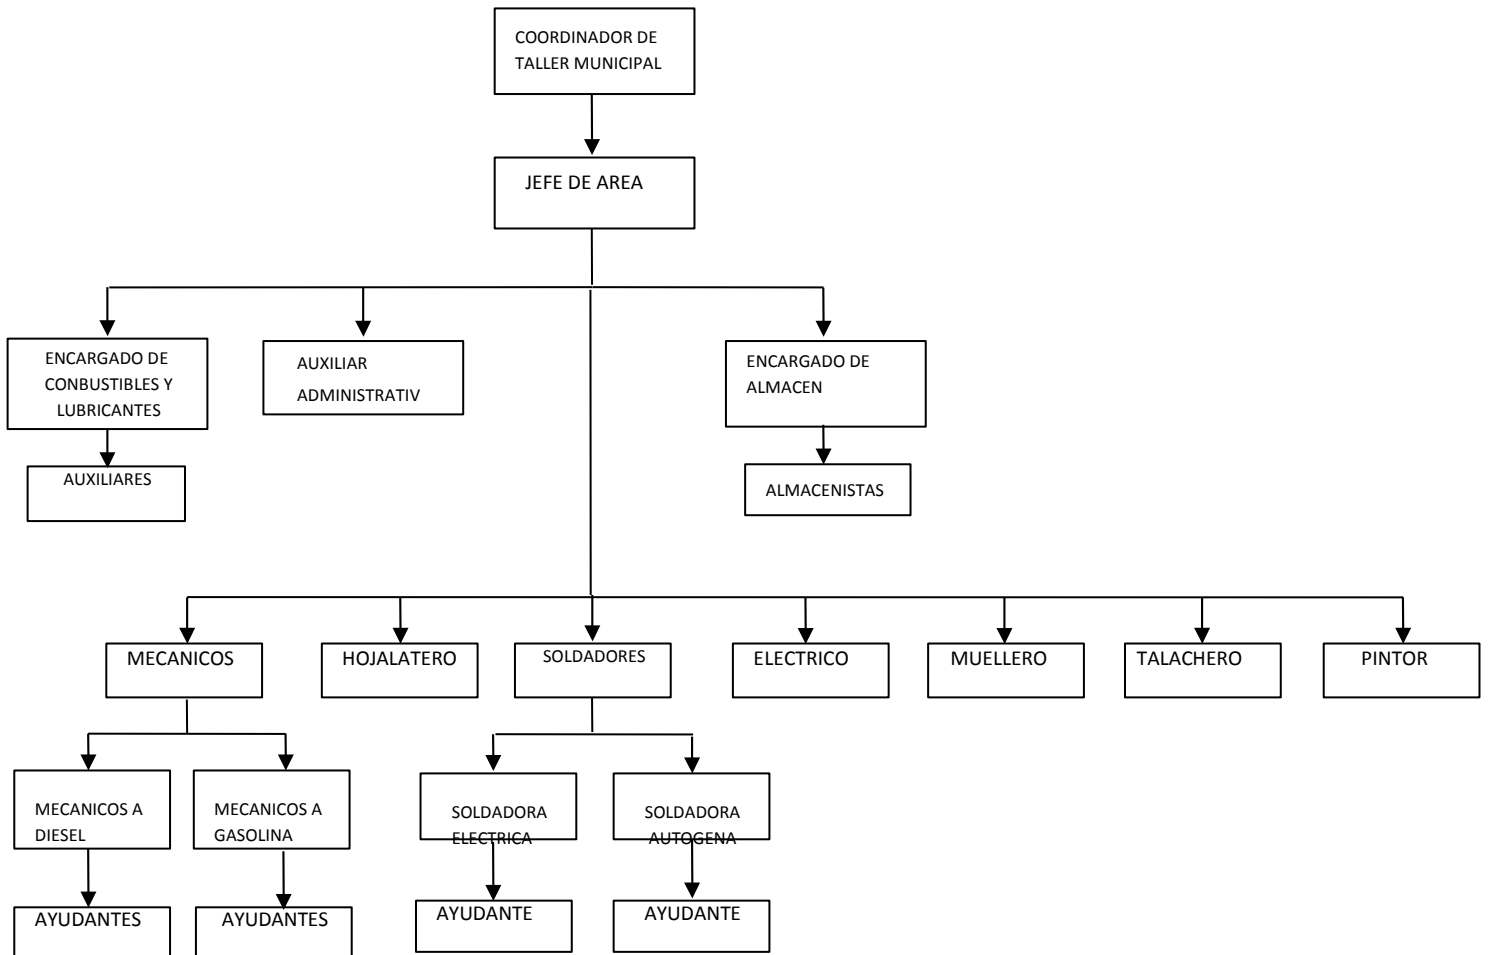 COORDINADOR DE
TALLER MUNICIPAL
JEFE DE AREA
ENCARGADO DE
CONBUSTIBLES Y
LUBRICANTES
AUXILIAR
ADMINISTRATIV
ENCARGADO DE
ALMACEN
AUXILIARES
ALMACENISTAS
MECANICOS
HOJALATERO
SOLDADORES
ELECTRICO
MUELLERO
TALACHERO
PINTOR
MECANICOS A
DIESEL
MECANICOS A
GASOLINA
SOLDADORA
ELECTRICA
SOLDADORA
AUTOGENA
AYUDANTES
AYUDANTES
AYUDANTE
AYUDANTE